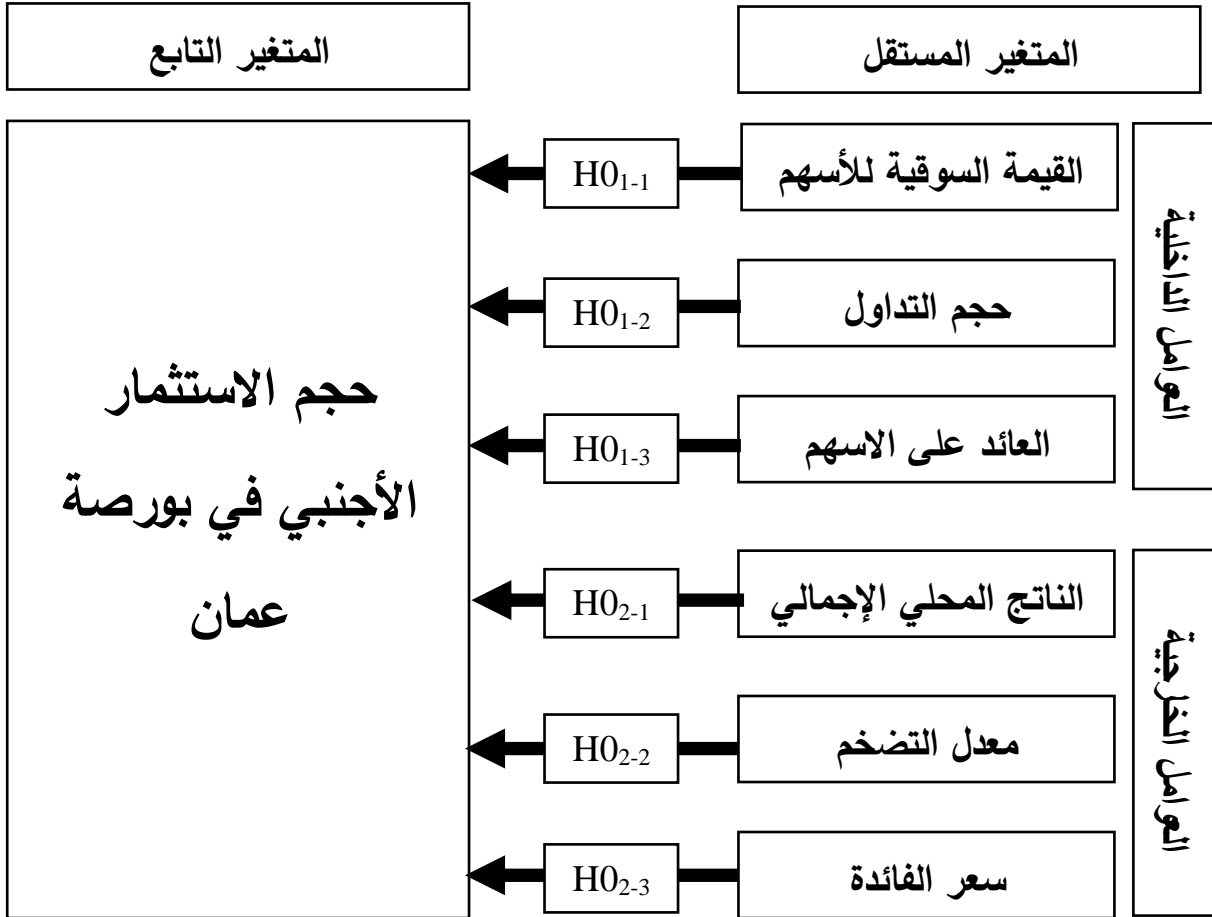 المتغير المستقل
المتغير التابع
العوامل الداخلية
القيمة السوقية للأسهم
H0₁₋₁
حجم التداول
H0₁₋₂
العائد على الاسهم
H0₁₋₃
العوامل الخارجية
الناتج المحلي الإجمالي
H0₂₋₁
معدل التضخم
H0₂₋₂
سعر الفائدة
H0₂₋₃
حجم الاستثمار
الأجنبي في بورصة
عمان